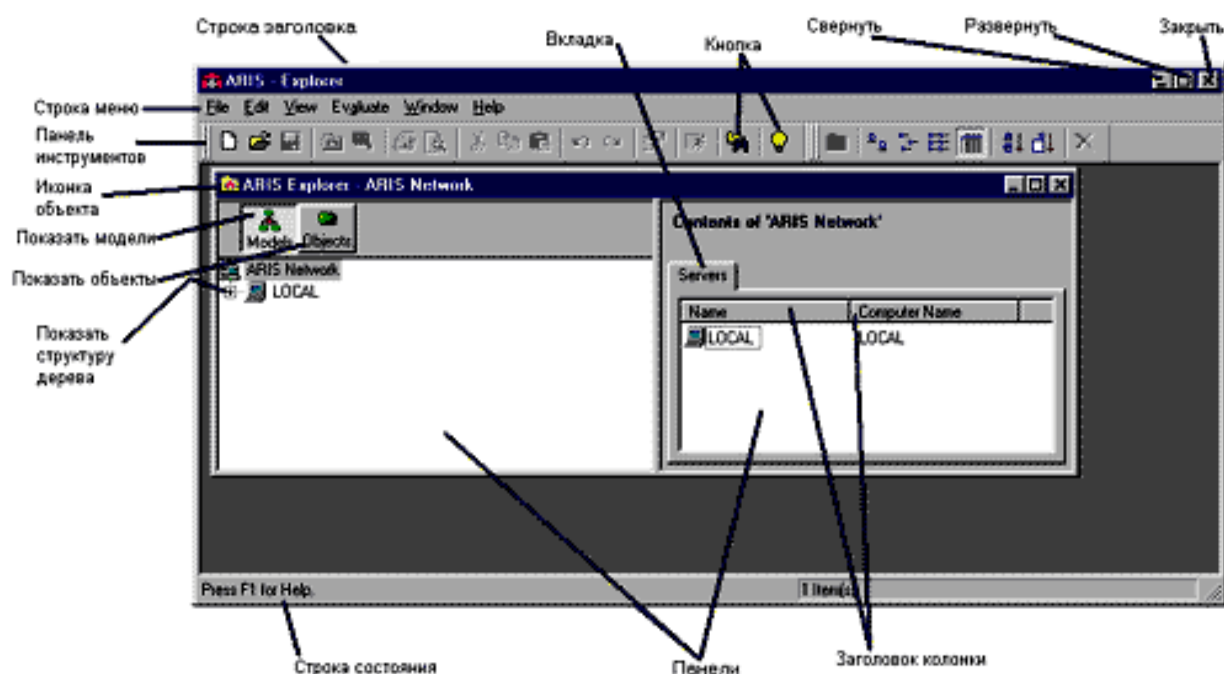 Строка заголовка
Вкладка
Кнопка
Свернуть
Развернуть
Закрыть
ARIS - Explorer
Строка меню
File Edit View Evaluate Window Help
Панель
инструментов
Иконка
объекта
ARIS Explorer - ARIS Network
Показать модели
Models Objects
Contents of 'ARIS Network'
Показать объекты
ARIS Network
LOCAL
Servers
Name Computer Name
LOCAL LOCAL
Показать
структуру
дерева
Press F1 for Help.
1 Item(s
Строка состояния
Панели
Заголовок колонки